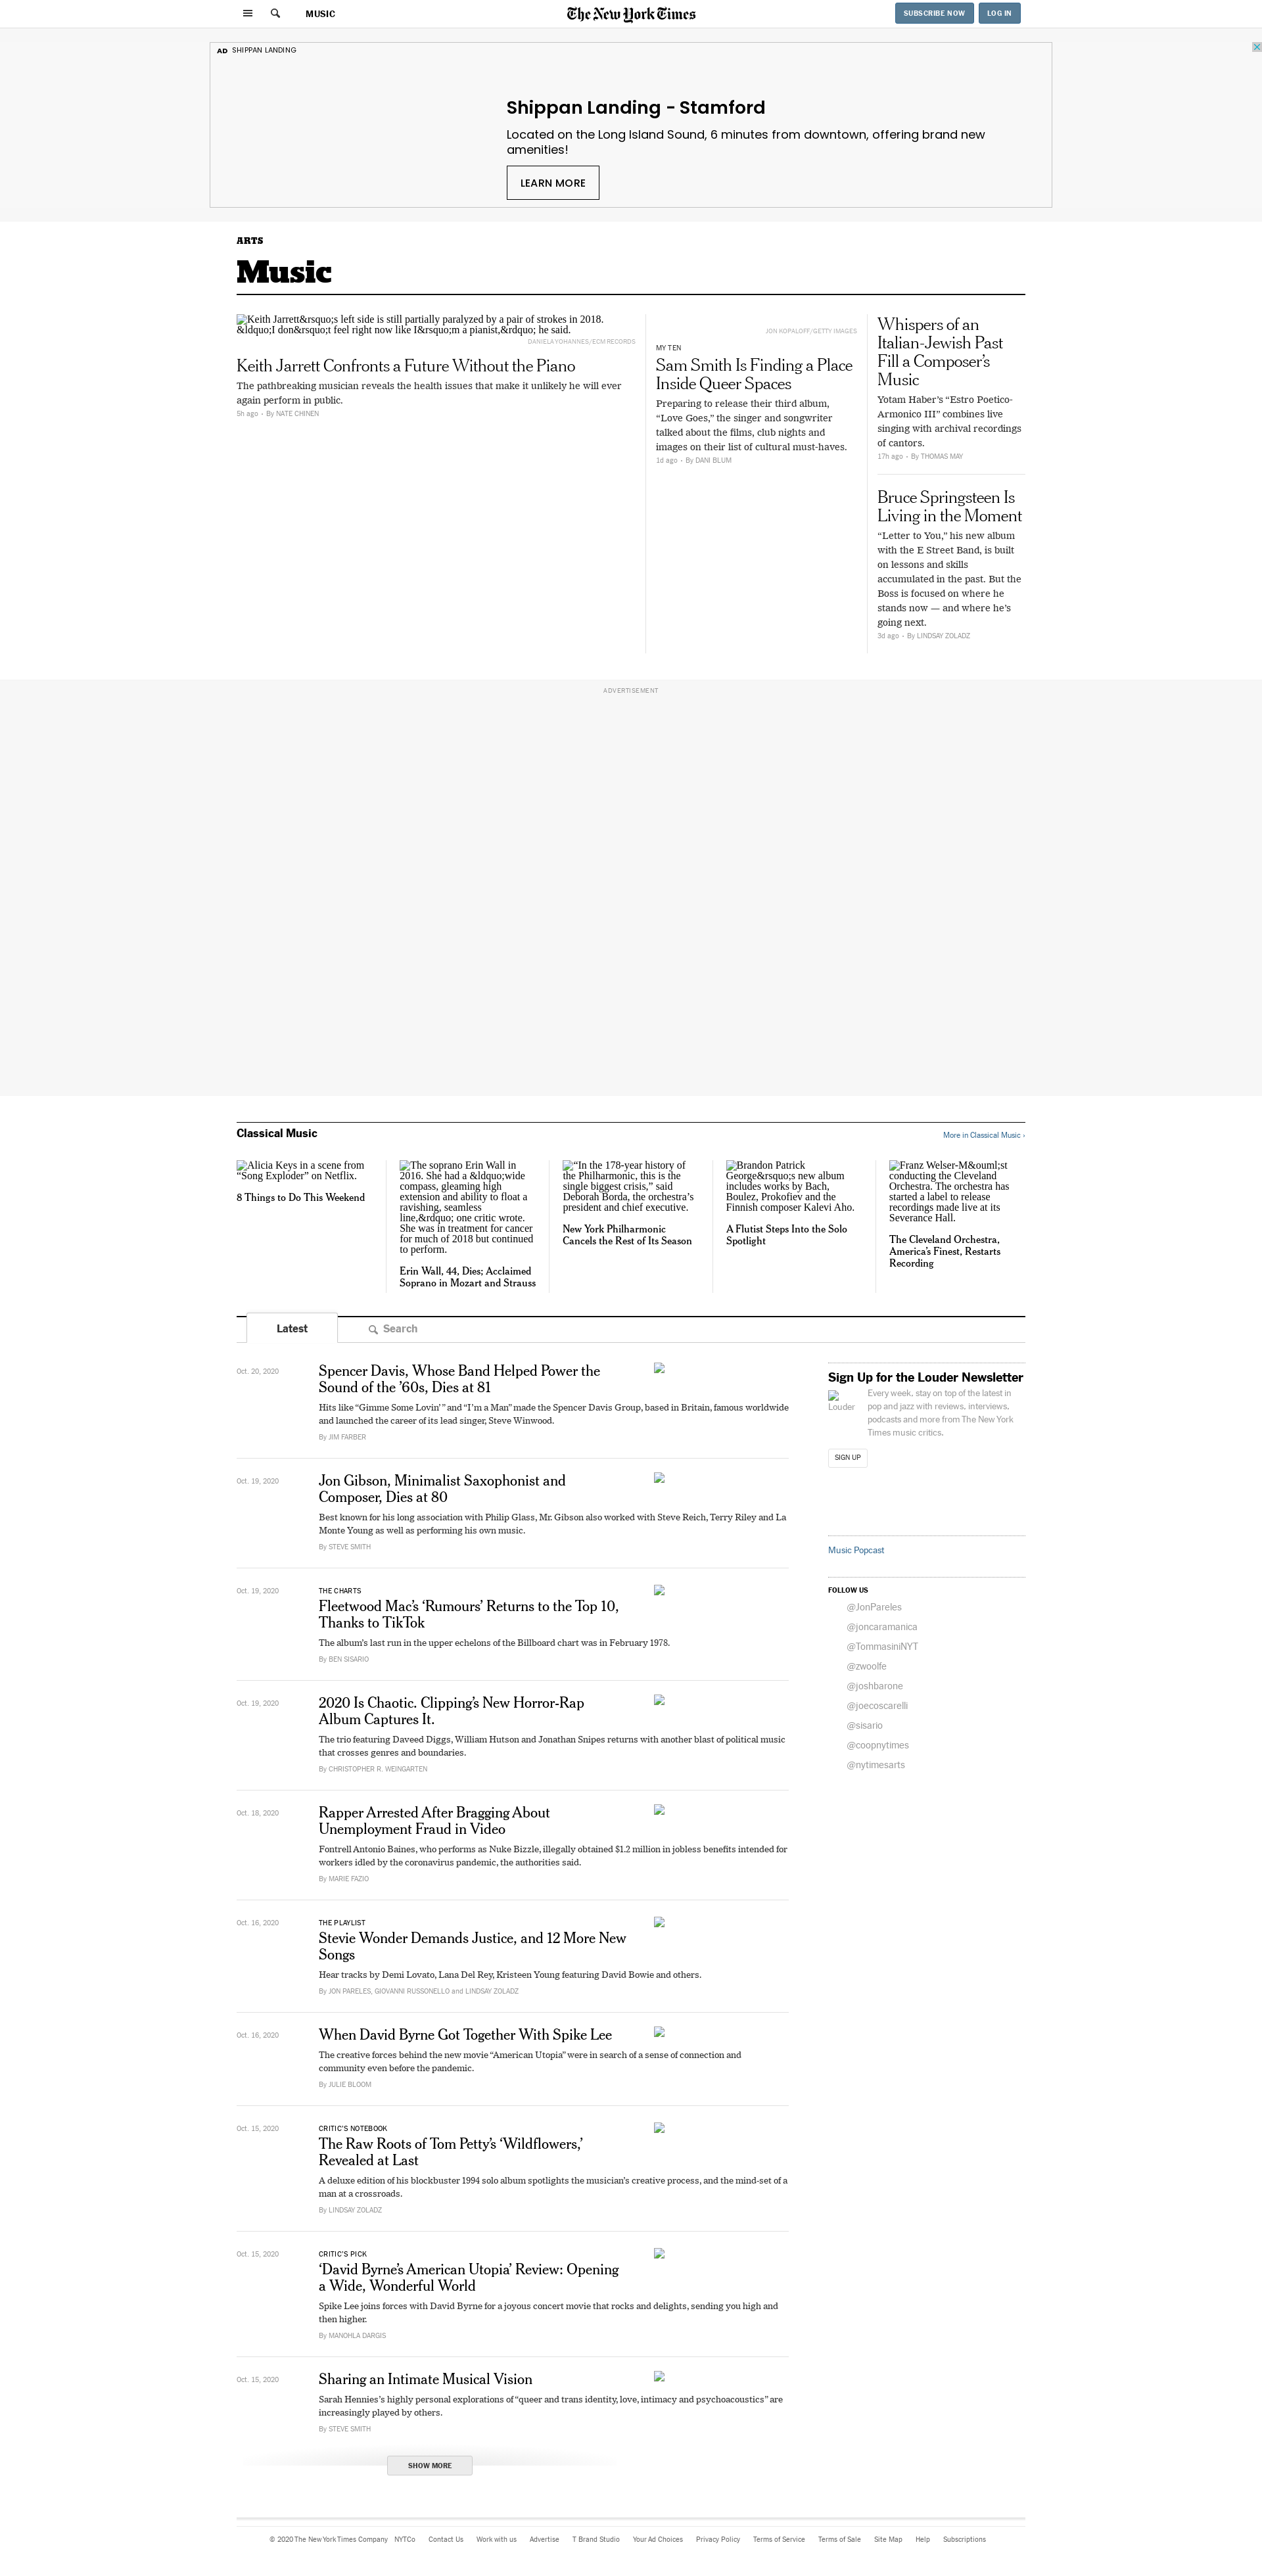 MUSIC
The New York Times
SUBSCRIBE NOW
LOG IN
AD SHIPPAN LANDING
Shippan Landing - Stamford
Located on the Long Island Sound, 6 minutes from downtown, offering brand new
amenities!
LEARN MORE
ARTS
Music
Keith Jarrett&rsquo;s left side is still partially paralyzed by a pair of strokes in 2018.
&ldquo;I don&rsquo;t feel right now like I&rsquo;m a pianist,&rdquo; he said.
DANIELA YOHANNES/ECM RECORDS
Keith Jarrett Confronts a Future Without the Piano
The pathbreaking musician reveals the health issues that make it unlikely he will ever
again perform in public.
5h ago • By NATE CHINEN
JON KOPALOFF/GETTY IMAGES
MY TEN
Sam Smith Is Finding a Place
Inside Queer Spaces
Preparing to release their third album,
“Love Goes,” the singer and songwriter
talked about the films, club nights and
images on their list of cultural must-haves.
1d ago • By DANI BLUM
Whispers of an
Italian-Jewish Past
Fill a Composer’s
Music
Yotam Haber’s “Estro Poetico-
Armonico III” combines live
singing with archival recordings
of cantors.
17h ago • By THOMAS MAY
Bruce Springsteen Is
Living in the Moment
“Letter to You,” his new album
with the E Street Band, is built
on lessons and skills
accumulated in the past. But the
Boss is focused on where he
stands now — and where he’s
going next.
3d ago • By LINDSAY ZOLADZ
ADVERTISEMENT
Classical Music
More in Classical Music ›
Alicia Keys in a scene from
“Song Exploder” on Netflix.
8 Things to Do This Weekend
The soprano Erin Wall in
2016. She had a &ldquo;wide
compass, gleaming high
extension and ability to float a
ravishing, seamless
line,&rdquo; one critic wrote.
She was in treatment for cancer
for much of 2018 but continued
to perform.
Erin Wall, 44, Dies; Acclaimed
Soprano in Mozart and Strauss
“In the 178-year history of
the Philharmonic, this is the
single biggest crisis,” said
Deborah Borda, the orchestra’s
president and chief executive.
New York Philharmonic
Cancels the Rest of Its Season
Brandon Patrick
George&rsquo;s new album
includes works by Bach,
Boulez, Prokofiev and the
Finnish composer Kalevi Aho.
A Flutist Steps Into the Solo
Spotlight
Franz Welser-M&ouml;st
conducting the Cleveland
Orchestra. The orchestra has
started a label to release
recordings made live at its
Severance Hall.
The Cleveland Orchestra,
America’s Finest, Restarts
Recording
Latest
Search
Oct. 20, 2020
Spencer Davis, Whose Band Helped Power the
Sound of the ’60s, Dies at 81
Hits like “Gimme Some Lovin’ ” and “I’m a Man” made the Spencer Davis Group, based in Britain, famous worldwide
and launched the career of its lead singer, Steve Winwood.
By JIM FARBER
Oct. 19, 2020
Jon Gibson, Minimalist Saxophonist and
Composer, Dies at 80
Best known for his long association with Philip Glass, Mr. Gibson also worked with Steve Reich, Terry Riley and La
Monte Young as well as performing his own music.
By STEVE SMITH
Oct. 19, 2020
THE CHARTS
Fleetwood Mac’s ‘Rumours’ Returns to the Top 10,
Thanks to TikTok
The album’s last run in the upper echelons of the Billboard chart was in February 1978.
By BEN SISARIO
Oct. 19, 2020
2020 Is Chaotic. Clipping’s New Horror-Rap
Album Captures It.
The trio featuring Daveed Diggs, William Hutson and Jonathan Snipes returns with another blast of political music
that crosses genres and boundaries.
By CHRISTOPHER R. WEINGARTEN
Oct. 18, 2020
Rapper Arrested After Bragging About
Unemployment Fraud in Video
Fontrell Antonio Baines, who performs as Nuke Bizzle, illegally obtained $1.2 million in jobless benefits intended for
workers idled by the coronavirus pandemic, the authorities said.
By MARIE FAZIO
Oct. 16, 2020
THE PLAYLIST
Stevie Wonder Demands Justice, and 12 More New
Songs
Hear tracks by Demi Lovato, Lana Del Rey, Kristeen Young featuring David Bowie and others.
By JON PARELES, GIOVANNI RUSSONELLO and LINDSAY ZOLADZ
Oct. 16, 2020
When David Byrne Got Together With Spike Lee
The creative forces behind the new movie “American Utopia” were in search of a sense of connection and
community even before the pandemic.
By JULIE BLOOM
Oct. 15, 2020
CRITIC’S NOTEBOOK
The Raw Roots of Tom Petty’s ‘Wildflowers,’
Revealed at Last
A deluxe edition of his blockbuster 1994 solo album spotlights the musician’s creative process, and the mind-set of a
man at a crossroads.
By LINDSAY ZOLADZ
Oct. 15, 2020
CRITIC’S PICK
‘David Byrne’s American Utopia’ Review: Opening
a Wide, Wonderful World
Spike Lee joins forces with David Byrne for a joyous concert movie that rocks and delights, sending you high and
then higher.
By MANOHLA DARGIS
Oct. 15, 2020
Sharing an Intimate Musical Vision
Sarah Hennies’s highly personal explorations of “queer and trans identity, love, intimacy and psychoacoustics” are
increasingly played by others.
By STEVE SMITH
SHOW MORE
Sign Up for the Louder Newsletter
Louder
Every week, stay on top of the latest in
pop and jazz with reviews, interviews,
podcasts and more from The New York
Times music critics.
SIGN UP
Music Popcast
FOLLOW US
@JonPareles
@joncaramanica
@TommasiniNYT
@zwoolfe
@joshbarone
@joecoscarelli
@sisario
@coopnytimes
@nytimesarts
© 2020 The New York Times Company NYTCo Contact Us Work with us Advertise T Brand Studio Your Ad Choices Privacy Policy Terms of Service Terms of Sale Site Map Help Subscriptions